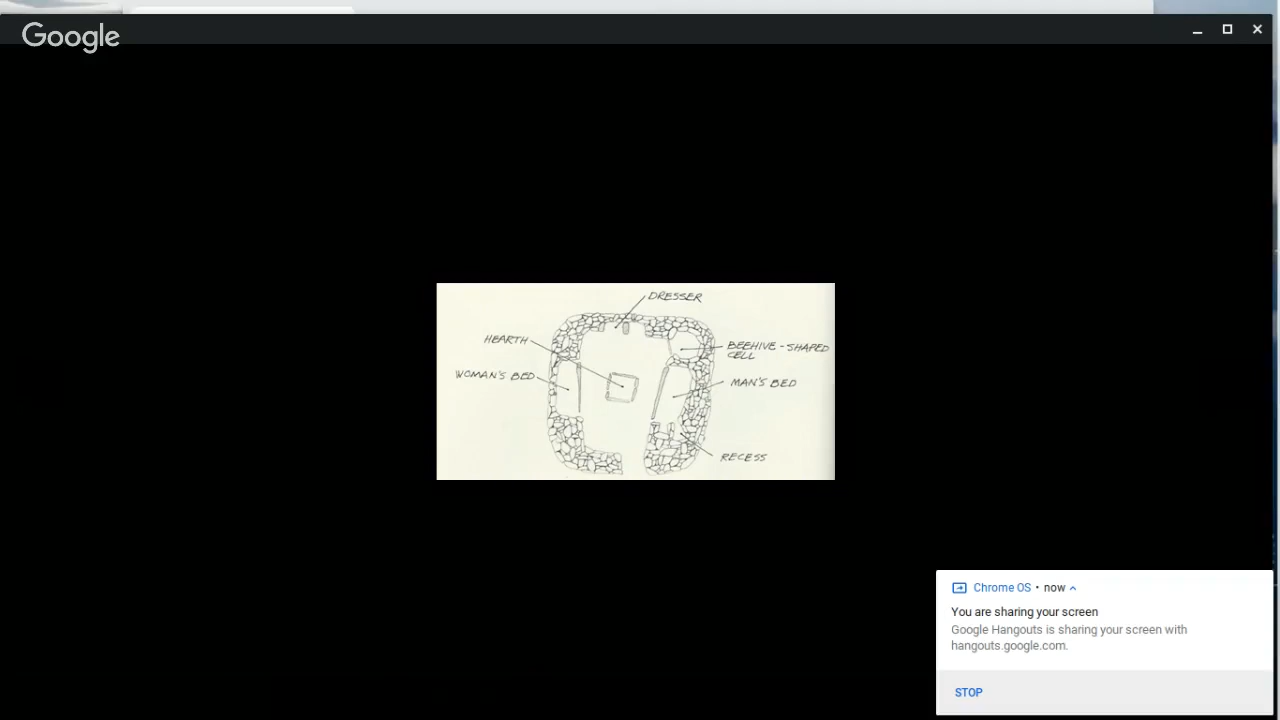 Google
DRESSER
HEARTH
BEEHIVE - SHAPED
CELL
WOMAN'S BED
MAN'S BED
RECESS
Chrome OS • now
You are sharing your screen
Google Hangouts is sharing your screen with
hangouts.google.com.
STOP